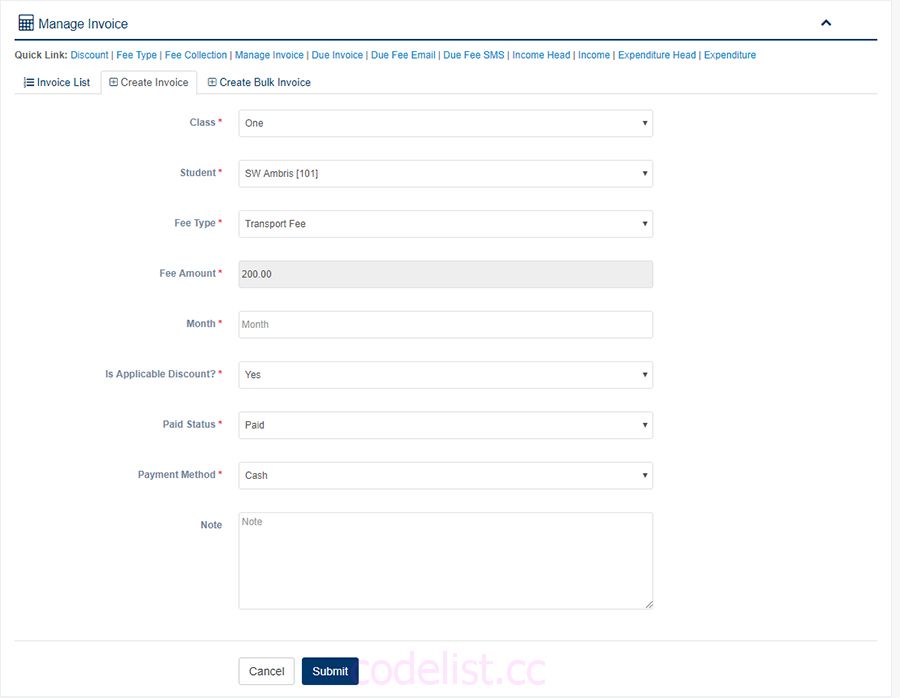 Manage Invoice
Quick Link: Discount | Fee Type | Fee Collection | Manage Invoice | Due Invoice | Due Fee Email | Due Fee SMS | Income Head | Income | Expenditure Head | Expenditure
Invoice List Create Invoice Create Bulk Invoice
Class * One
Student * SW Ambris [101]
Fee Type * Transport Fee
Fee Amount * 200.00
Month * Month
Is Applicable Discount? * Yes
Paid Status * Paid
Payment Method * Cash
Note Note
Cancel Submit codelist.cc